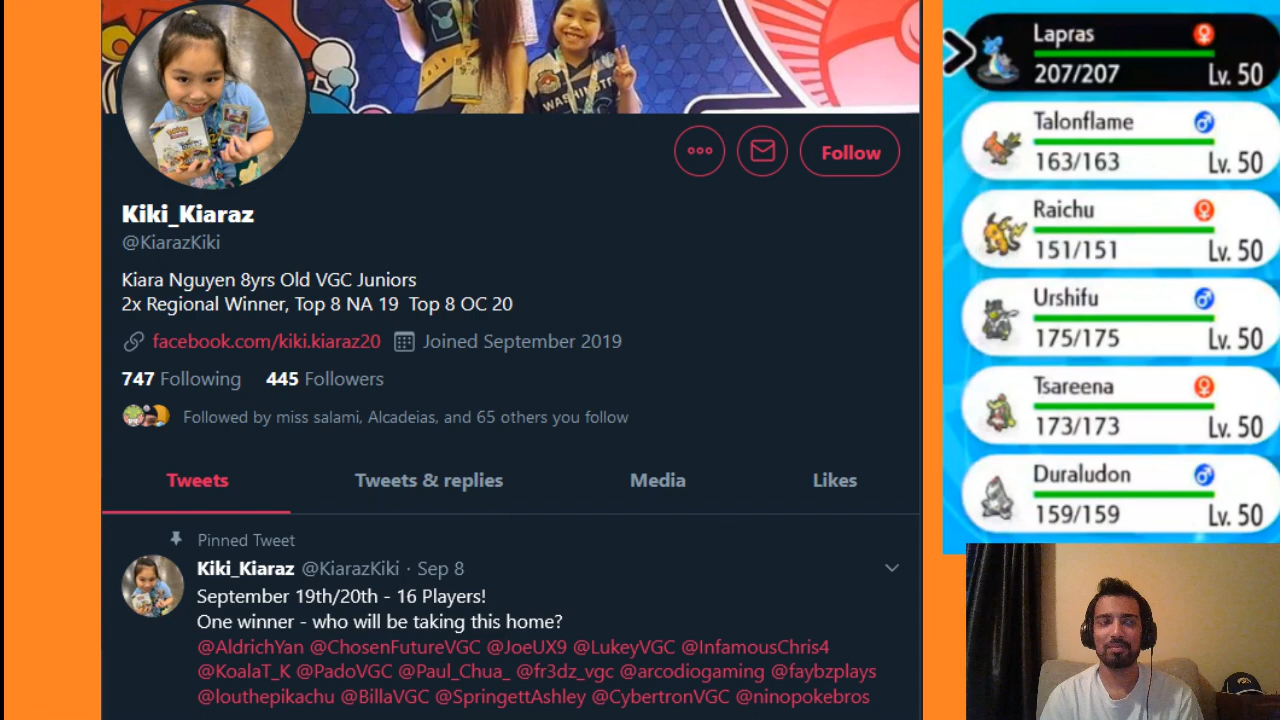 WASHINGT
Follow
Kiki_Kiaraz
@KiarazKiki
Kiara Nguyen 8yrs Old VGC Juniors
2x Regional Winner, Top 8 NA 19 Top 8 OC 20
facebook.com/kiki.kiaraz20 Joined September 2019
747 Following 445 Followers
Followed by miss salami, Alcadeias, and 65 others you follow
Tweets Tweets & replies Media Likes
Pinned Tweet
Kiki_Kiaraz @KiarazKiki · Sep 8
September 19th/20th - 16 Players!
One winner - who will be taking this home?
@AldrichYan @ChosenFutureVGC @JoeUX9 @LukeyVGC @InfamousChris4
@KoalaT_K @PadoVGC @Paul_Chua_ @fr3dz_vgc @arcodiogaming @faybzplays
@louthepikachu @BillaVGC @SpringettAshley @CybertronVGC @ninopokebros
Lapras
207/207 Lv. 50
Talonflame
163/163 Lv. 50
Raichu
151/151 Lv. 50
Urshifu
175/175 Lv. 50
Tsareena
173/173 Lv. 50
Duraludon
159/159 Lv. 50